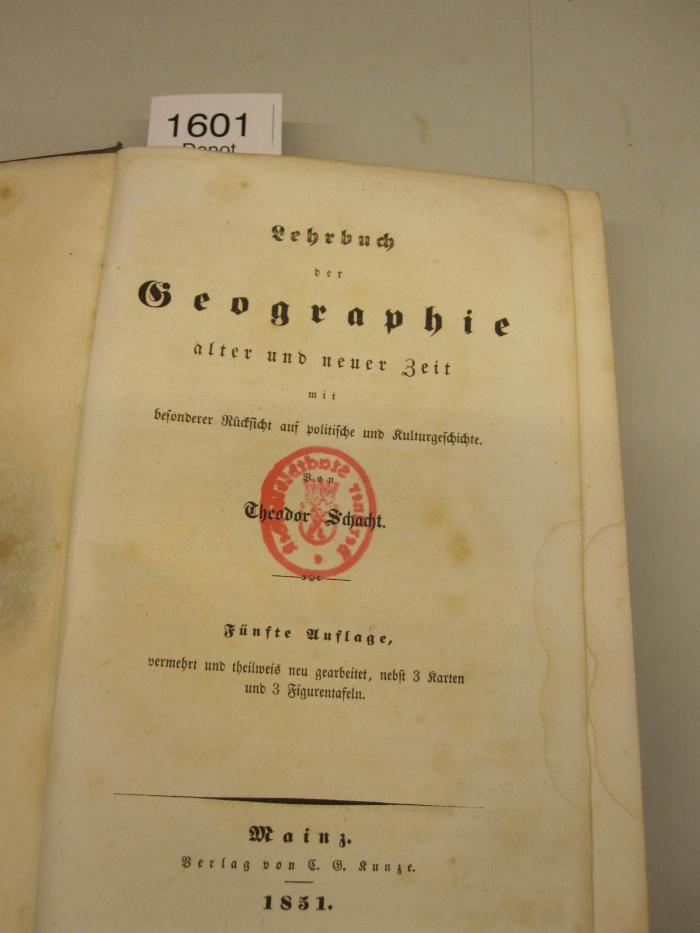 1601
Depot
Lehrbuch
der
Geographie
alter und neuer Zeit
mit
besonderer Rücksicht auf politische und Kulturgeschichte.
Von
Theodor Schacht.
Fünfte Auflage,
vermehrt und theilweis neu gearbeitet, nebst 3 Karten
und 3 Figurentafeln.
Mainz.
Verlag von C. G. Kunze.
1851.